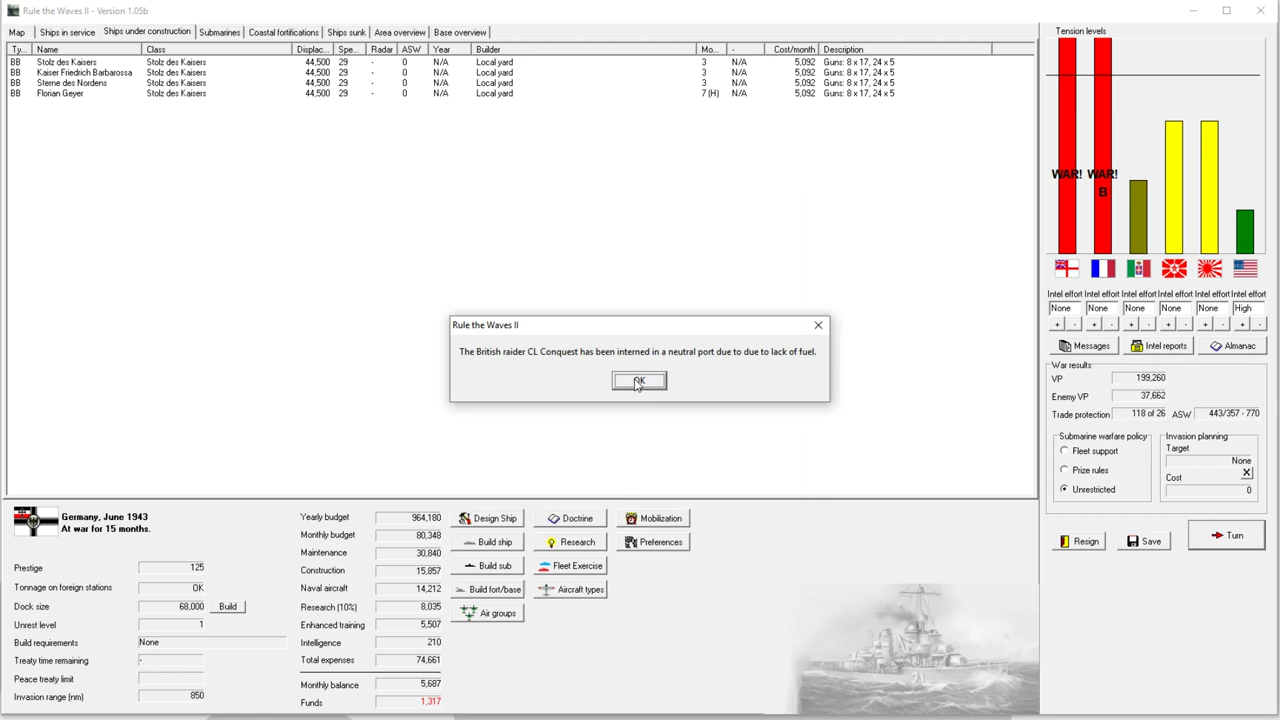 Rule the Waves II - Version 1.05b
Map Ships in service Ships under construction Submarines Coastal fortifications Ships sunk Area overview Base overview
Ty... Name Class Displac... Spe... Radar ASW Year Builder Mo... - Cost/month Description
BB Stolz des Kaisers Stolz des Kaisers 44,500 29 - 0 N/A Local yard 3 N/A 5,092 Guns: 8 x 17, 24 x 5
BB Kaiser Friedrich Barbarossa Stolz des Kaisers 44,500 29 - 0 N/A Local yard 3 N/A 5,092 Guns: 8 x 17, 24 x 5
BB Sterne des Nordens Stolz des Kaisers 44,500 29 - 0 N/A Local yard 3 N/A 5,092 Guns: 8 x 17, 24 x 5
BB Florian Geyer Stolz des Kaisers 44,500 29 - 0 N/A Local yard 7 (H) N/A 5,092 Guns: 8 x 17, 24 x 5
Tension levels
WAR! WAR!
B
Intel effort Intel effort Intel effort Intel effort Intel effort Intel effort
None None None None None High
+ - + - + - + - + - + -
Messages Intel reports Almanac
War results
VP 199,260
Enemy VP 37,662
Trade protection 118 of 26 ASW 443/357 - 770
Submarine warfare policy
Fleet support
Prize rules
Unrestricted
Invasion planning
Target
None
Cost X
0
Resign Save Turn
Rule the Waves II
The British raider CL Conquest has been interned in a neutral port due to due to lack of fuel.
OK
Germany, June 1943
At war for 15 months.
Prestige 125
Tonnage on foreign stations OK
Dock size 68,000 Build
Unrest level 1
Build requirements None
Treaty time remaining -
Peace treaty limit
Invasion range (nm) 850
Yearly budget 964,180
Monthly budget 80,348
Maintenance 30,840
Construction 15,857
Naval aircraft 14,212
Research (10%) 8,035
Enhanced training 5,507
Intelligence 210
Total expenses 74,661
Monthly balance 5,687
Funds 1,317
Design Ship Doctrine Mobilization
Build ship Research Preferences
Build sub Fleet Exercise
Build fort/base Aircraft types
Air groups